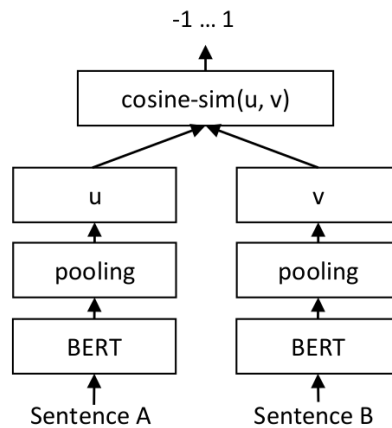 -1 … 1
cosine-sim(u, v)
u
v
pooling
pooling
BERT
BERT
Sentence A
Sentence B